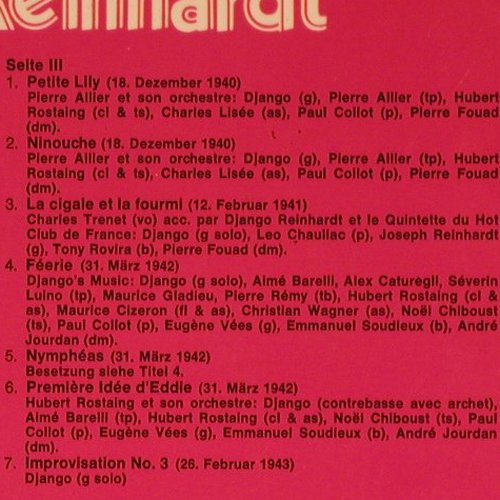 Reinhardt
Seite III
1. Petite Lily (18. Dezember 1940)
Pierre Allier et son orchestre: Django (g), Pierre Allier (tp), Hubert
Rostaing (cl & ts), Charles Lisée (as), Paul Collot (p), Pierre Fouad
(dm).
2. Ninouche (18. Dezember 1940)
Pierre Allier et son orchestre: Django (g), Pierre Allier (tp), Hubert
Rostaing (cl & ts), Charles Lisée (as), Paul Collot (p), Pierre Fouad
(dm).
3. La cigale et la fourmi (12. Februar 1941)
Charles Trenet (vo) acc. par Django Reinhardt et le Quintette du Hot
Club de France: Django (g solo), Leo Chauliac (p), Joseph Reinhardt
(g), Tony Rovira (b), Pierre Fouad (dm).
4. Féerie (31. März 1942)
Django's Music: Django (g solo), Aimé Barelli, Alex Caturegli, Séverin
Luino (tp), Maurice Gladieu, Pierre Rémy (tb), Hubert Rostaing (cl &
as), Maurice Cizeron (fl & as), Christian Wagner (as), Noël Chiboust
(ts), Paul Collot (p), Eugène Vées (g), Emmanuel Soudieux (b), André
Jourdan (dm).
5. Nymphéas (31. März 1942)
Besetzung siehe Titel 4.
6. Première Idée d'Eddie (31. März 1942)
Hubert Rostaing et son orchestre: Django (contrebasse avec archet),
Aimé Barelli (tp), Hubert Rostaing (cl & as), Noël Chiboust (ts), Paul
Collot (p), Eugène Vées (g), Emmanuel Soudieux (b), André Jourdan
(dm).
7. Improvisation No. 3 (26. Februar 1943)
Django (g solo)